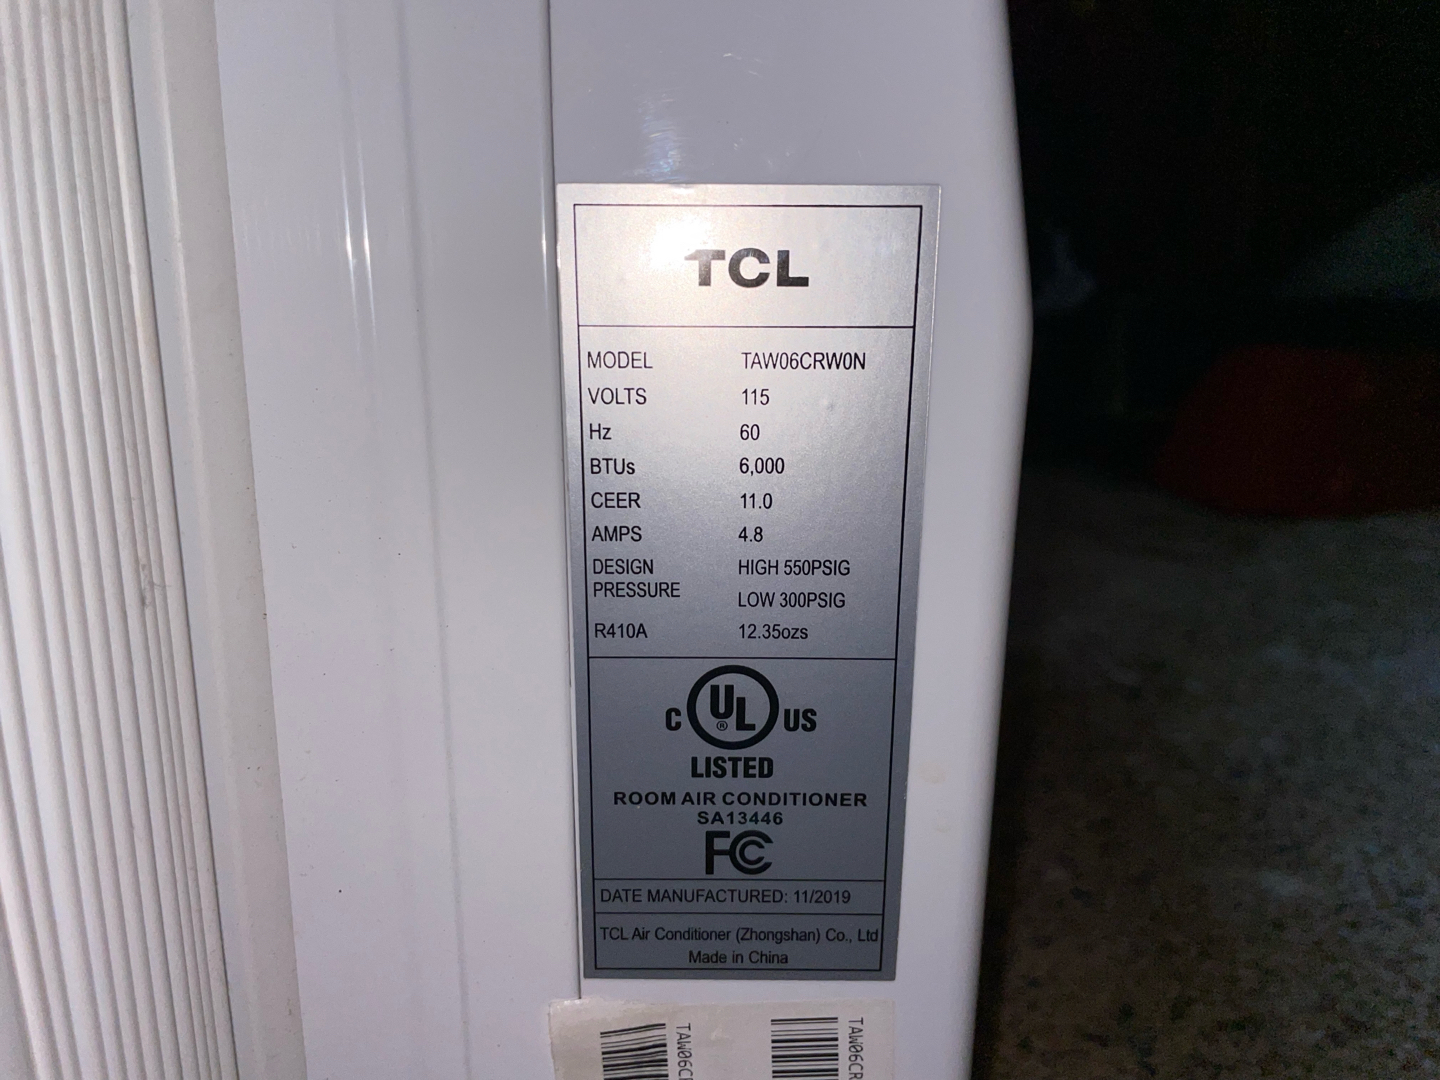 TCL
MODEL TAW06CRW0N
VOLTS 115
Hz 60
BTUs 6,000
CEER 11.0
AMPS 4.8
DESIGN PRESSURE HIGH 550PSIG
LOW 300PSIG
R410A 12.35ozs
C UL® US
LISTED
ROOM AIR CONDITIONER
SA13446
FC
DATE MANUFACTURED: 11/2019
TCL Air Conditioner (Zhongshan) Co., Ltd
Made in China
TAW06C
TAW06CR